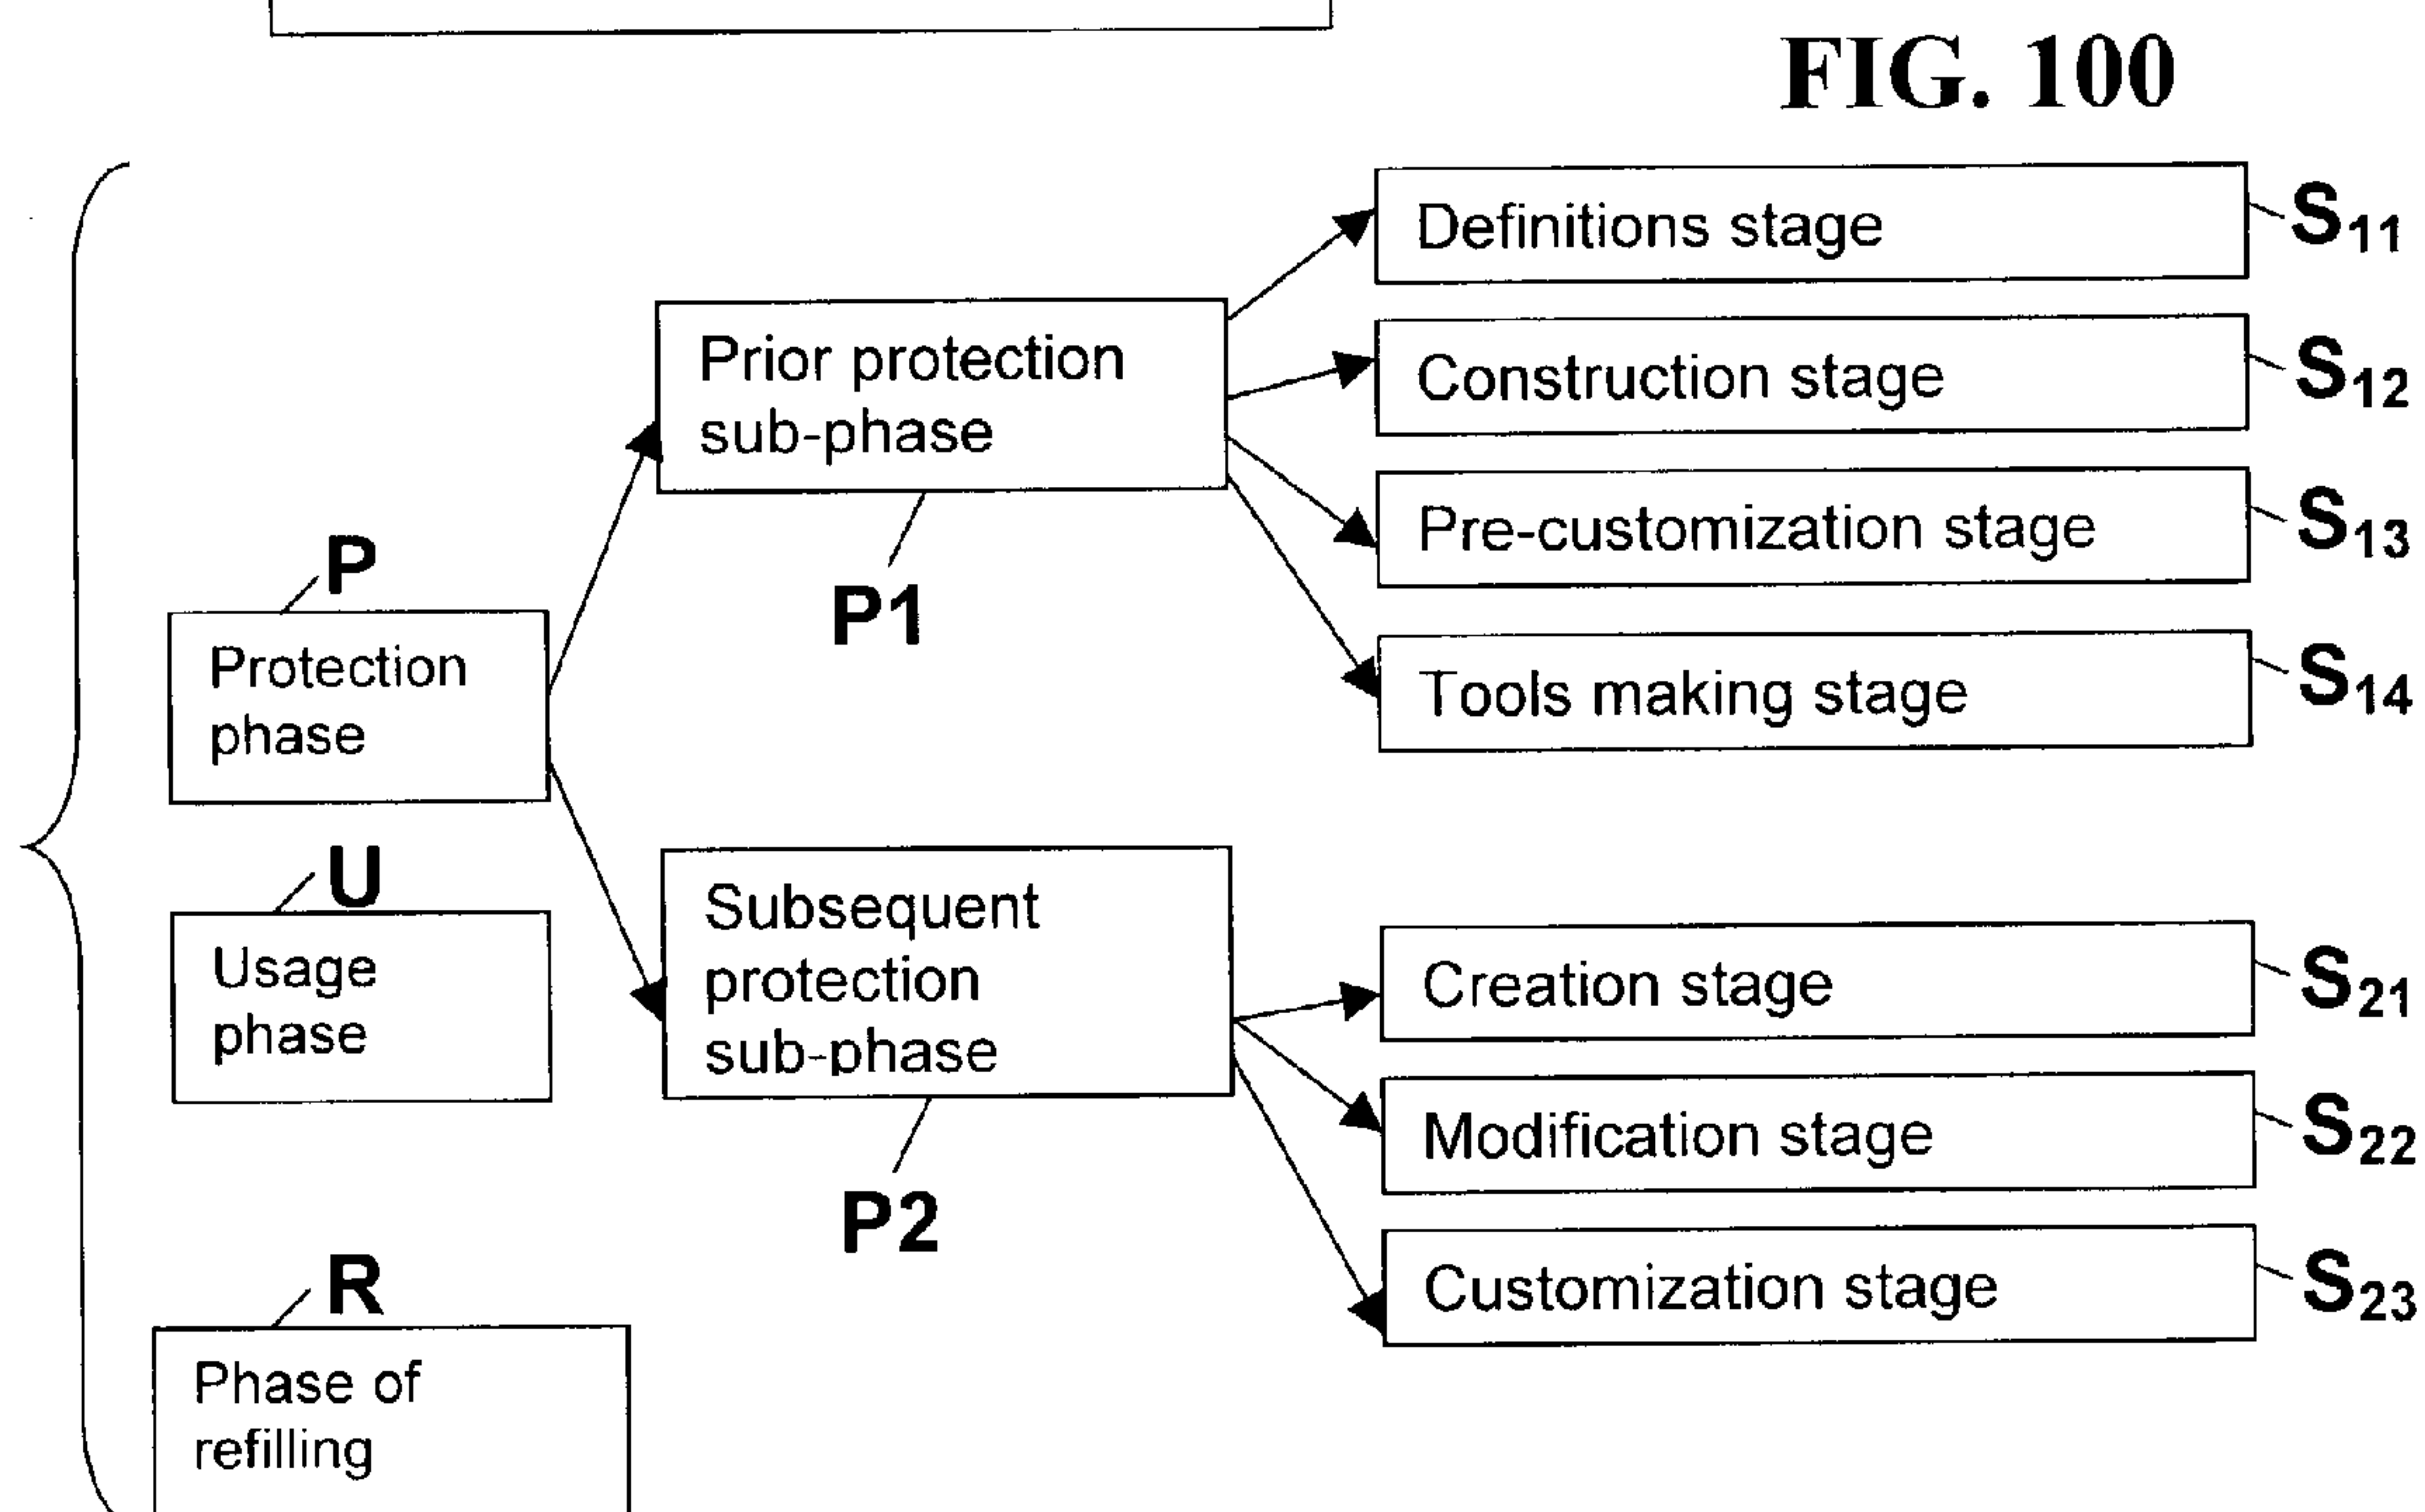 FIG. 100
P
Protection
phase
U
Usage
phase
R
Phase of
refilling
Prior protection
sub-phase
P1
Subsequent
protection
sub-phase
P2
Definitions stage
S11
Construction stage
S12
Pre-customization stage
S13
Tools making stage
S14
Creation stage
S21
Modification stage
S22
Customization stage
S23